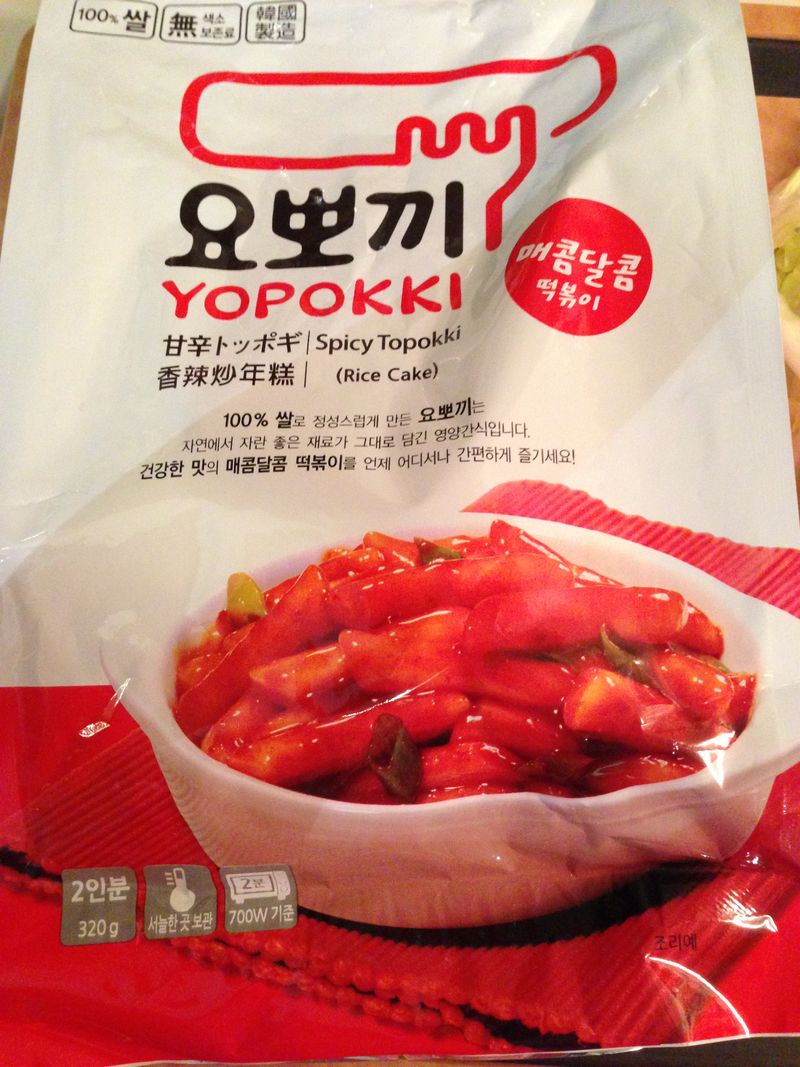 100% 쌀
無 색소
보존료
韓國
製造
요뽀끼
YOPOKKI
매콤달콤
떡볶이
甘辛トッポギ | Spicy Topokki
香辣炒年糕 | (Rice Cake)
100% 쌀로 정성스럽게 만든 요뽀끼는
자연에서 자란 좋은 재료가 그대로 담긴 영양간식입니다.
건강한 맛의 매콤달콤 떡볶이를 언제 어디서나 간편하게 즐기세요!
2인분
320g
서늘한 곳 보관
2분
700W 기준
조리예